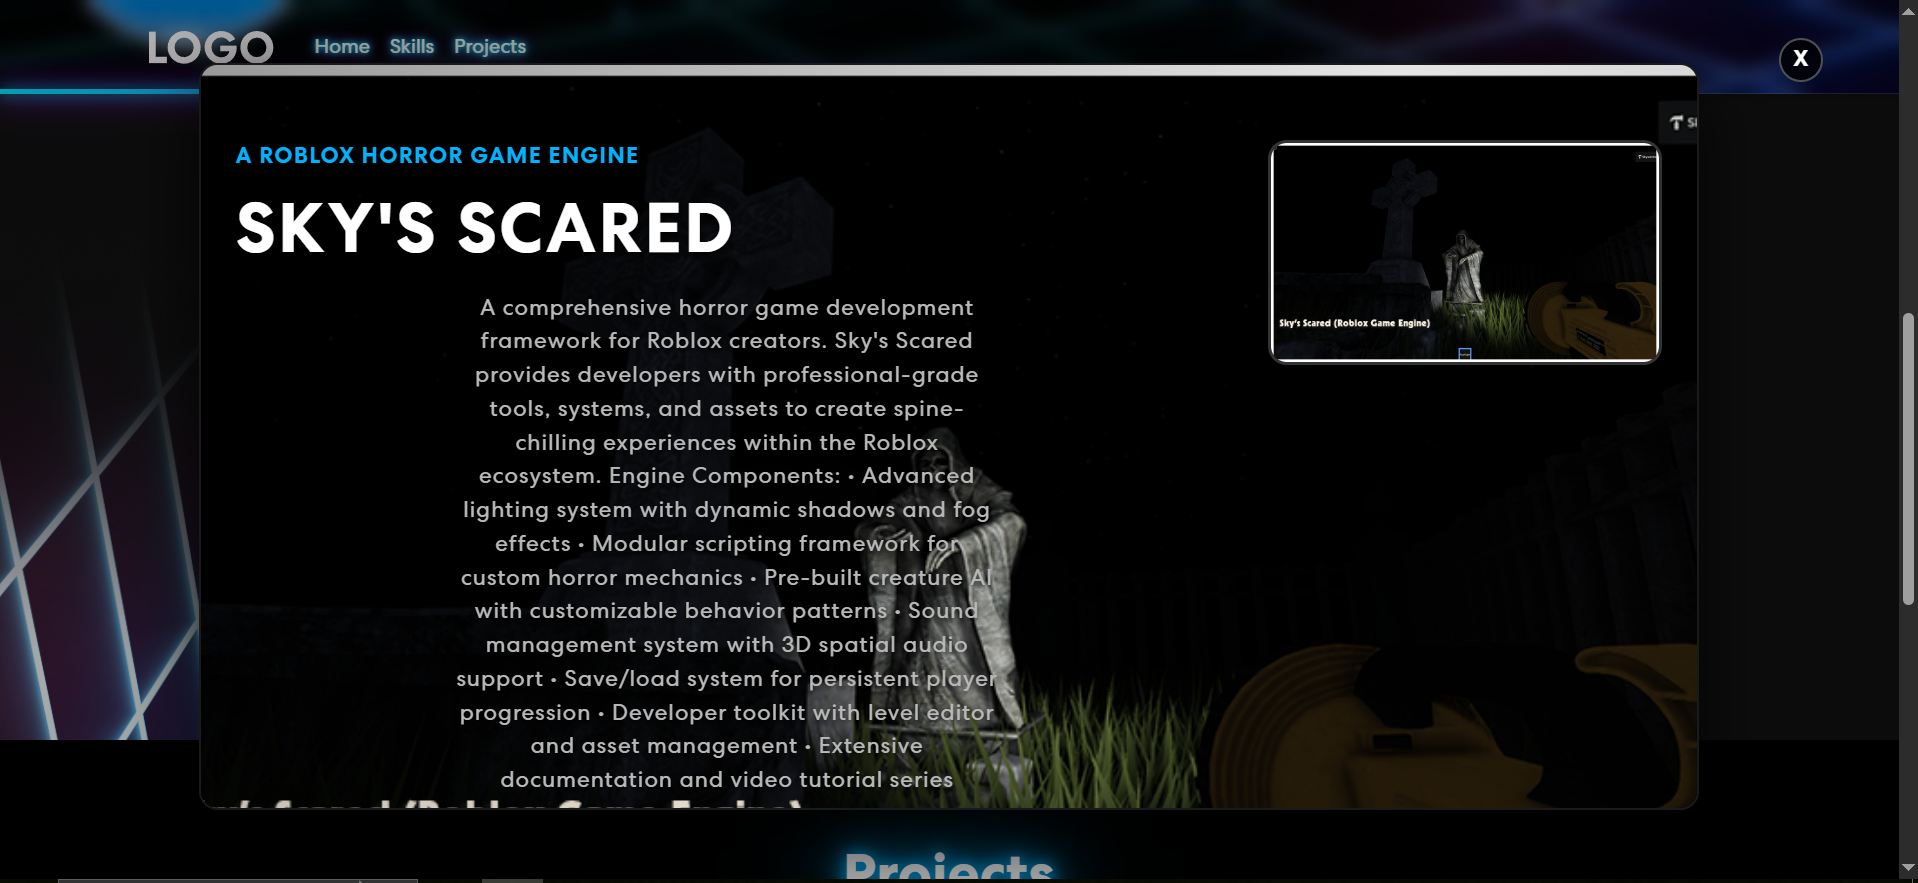 LOGO
Home Skills Projects
X
A ROBLOX HORROR GAME ENGINE
SKY'S SCARED
A comprehensive horror game development
framework for Roblox creators. Sky's Scared
provides developers with professional-grade
tools, systems, and assets to create spine-
chilling experiences within the Roblox
ecosystem. Engine Components: • Advanced
lighting system with dynamic shadows and fog
effects • Modular scripting framework for
custom horror mechanics • Pre-built creature AI
with customizable behavior patterns • Sound
management system with 3D spatial audio
support • Save/load system for persistent player
progression • Developer toolkit with level editor
and asset management • Extensive
documentation and video tutorial series
Sky's Scared (Roblox Game Engine)
Scared (Roblox Game Engine)
Projects